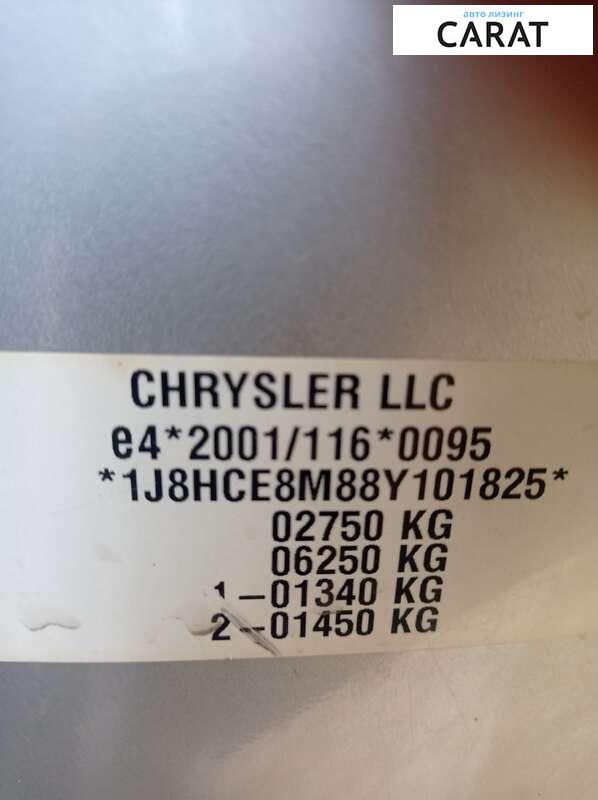 авто лизинг
CARAT
CHRYSLER LLC
e4*2001/116*0095
*1J8HCE8M88Y101825*
02750 KG
06250 KG
1-01340 KG
2-01450 KG